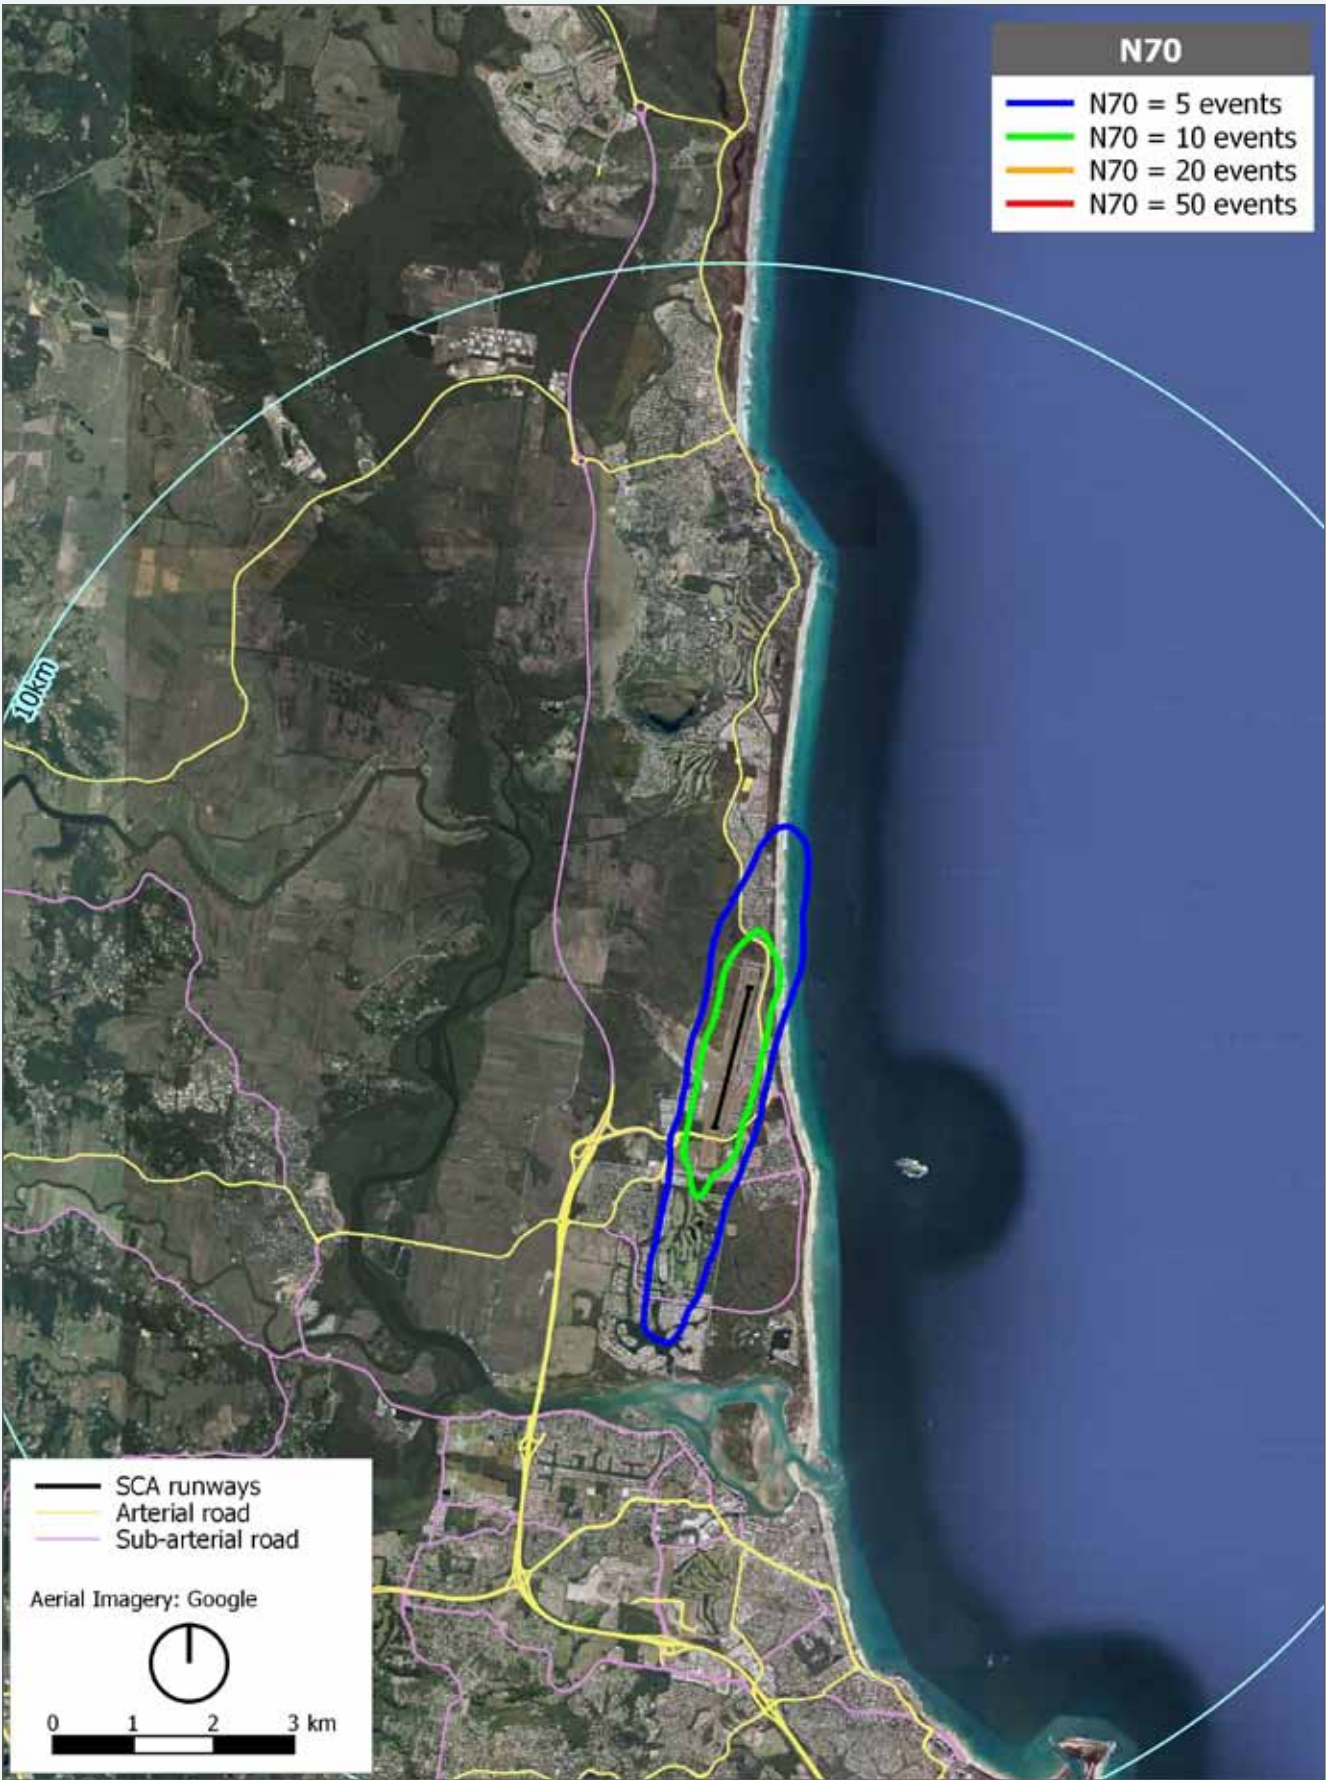 N70
N70 = 5 events
N70 = 10 events
N70 = 20 events
N70 = 50 events
10km
SCA runways
Arterial road
Sub-arterial road
Aerial Imagery: Google
0 1 2 3 km